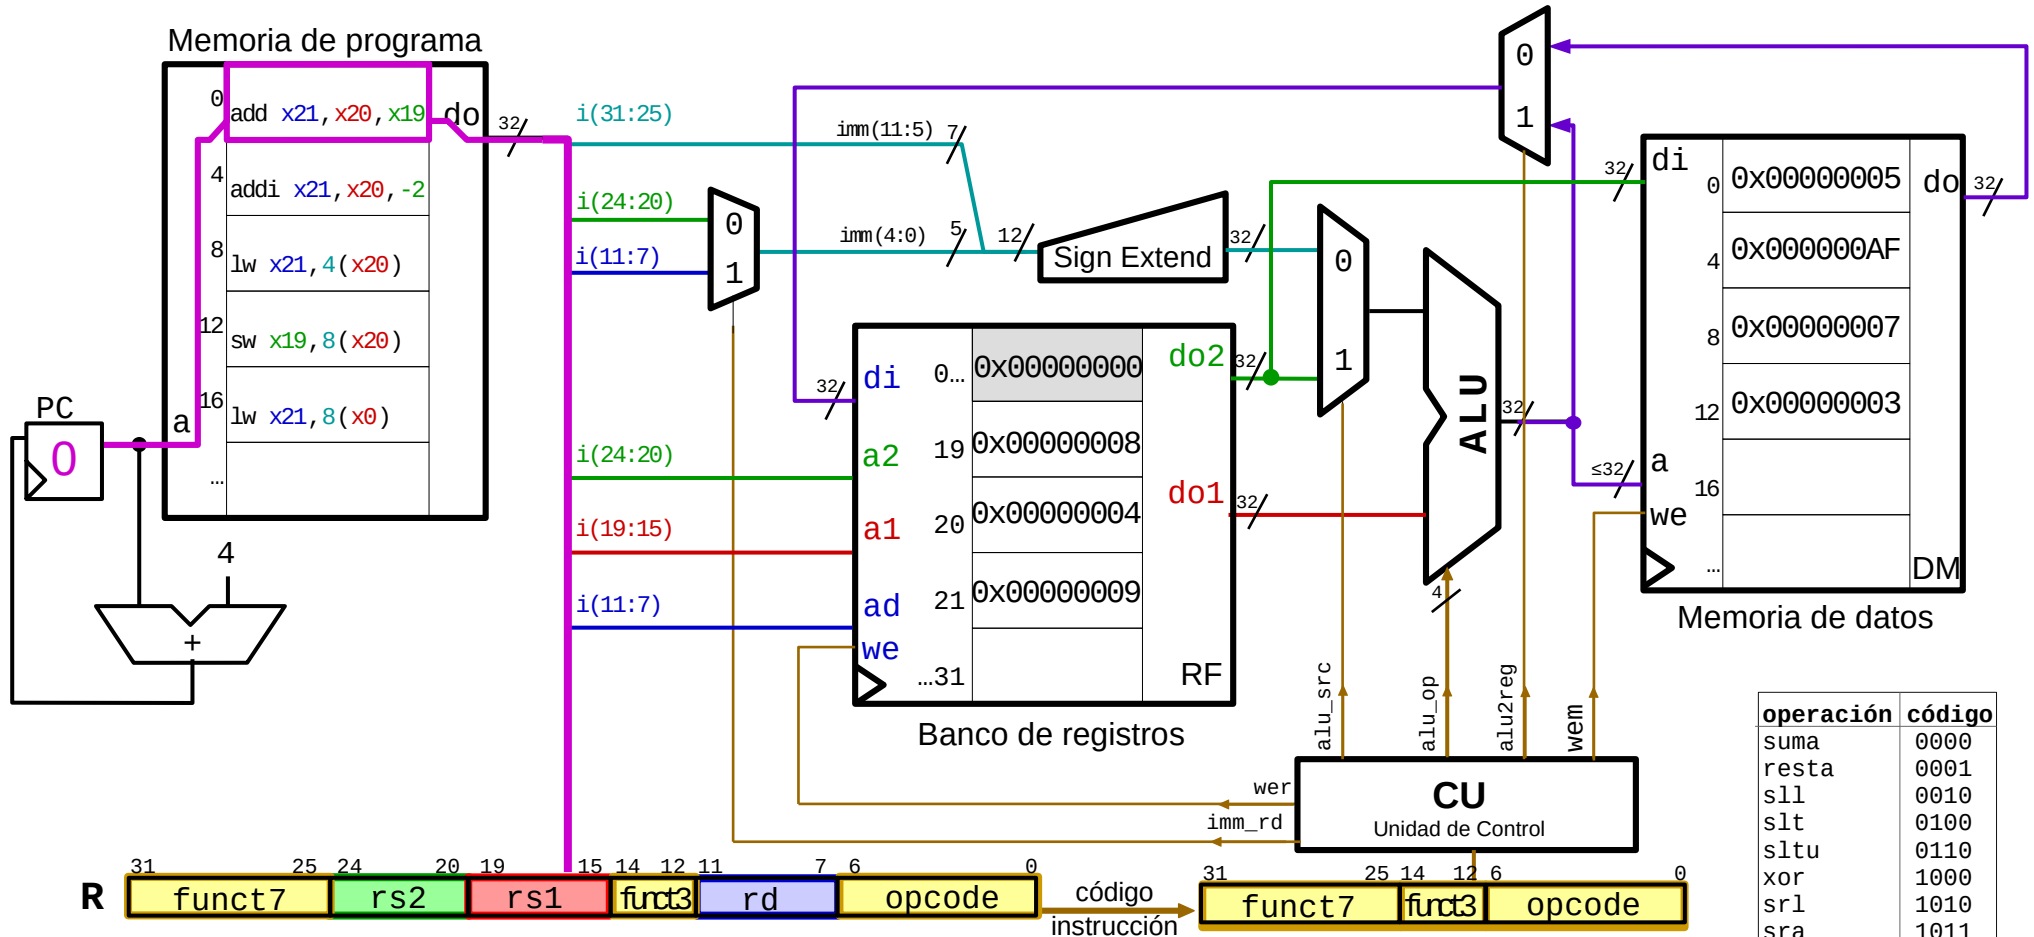 Memoria de programa
0 add x21,x20,x19
4 addi x21,x20,-2
8 lw x21,4(x20)
12 sw x19,8(x20)
16 lw x21,8(x0)
…
a
do
32
PC
0
4
+
i(31:25)
i(24:20)
i(11:7)
i(24:20)
i(19:15)
i(11:7)
0
1
imm(11:5) 7
imm(4:0) 5
12
Sign Extend
32
32
di
a2
a1
ad
we
0… 0x00000000
19 0x00000008
20 0x00000004
21 0x00000009
…31
do2
32
do1
32
RF
Banco de registros
0
1
ALU
32
4
0
1
32
di
≤32
a
we
0 0x00000005
4 0x000000AF
8 0x00000007
12 0x00000003
16
…
do
32
DM
Memoria de datos
alu_src
alu_op
alu2reg
wem
wer
imm_rd
CU
Unidad de Control
operación código
suma 0000
resta 0001
sll 0010
slt 0100
sltu 0110
xor 1000
srl 1010
sra 1011
31 25 24 20 19 15 14 12 11 7 6 0
R funct7 rs2 rs1 funct3 rd opcode
código
instrucción
31 25 14 12 6 0
funct7 funct3 opcode